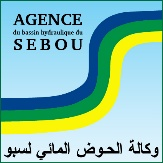 AGENCE
du bassin hydraulique du
SEBOU
وكالة الحوض المائي لسبو